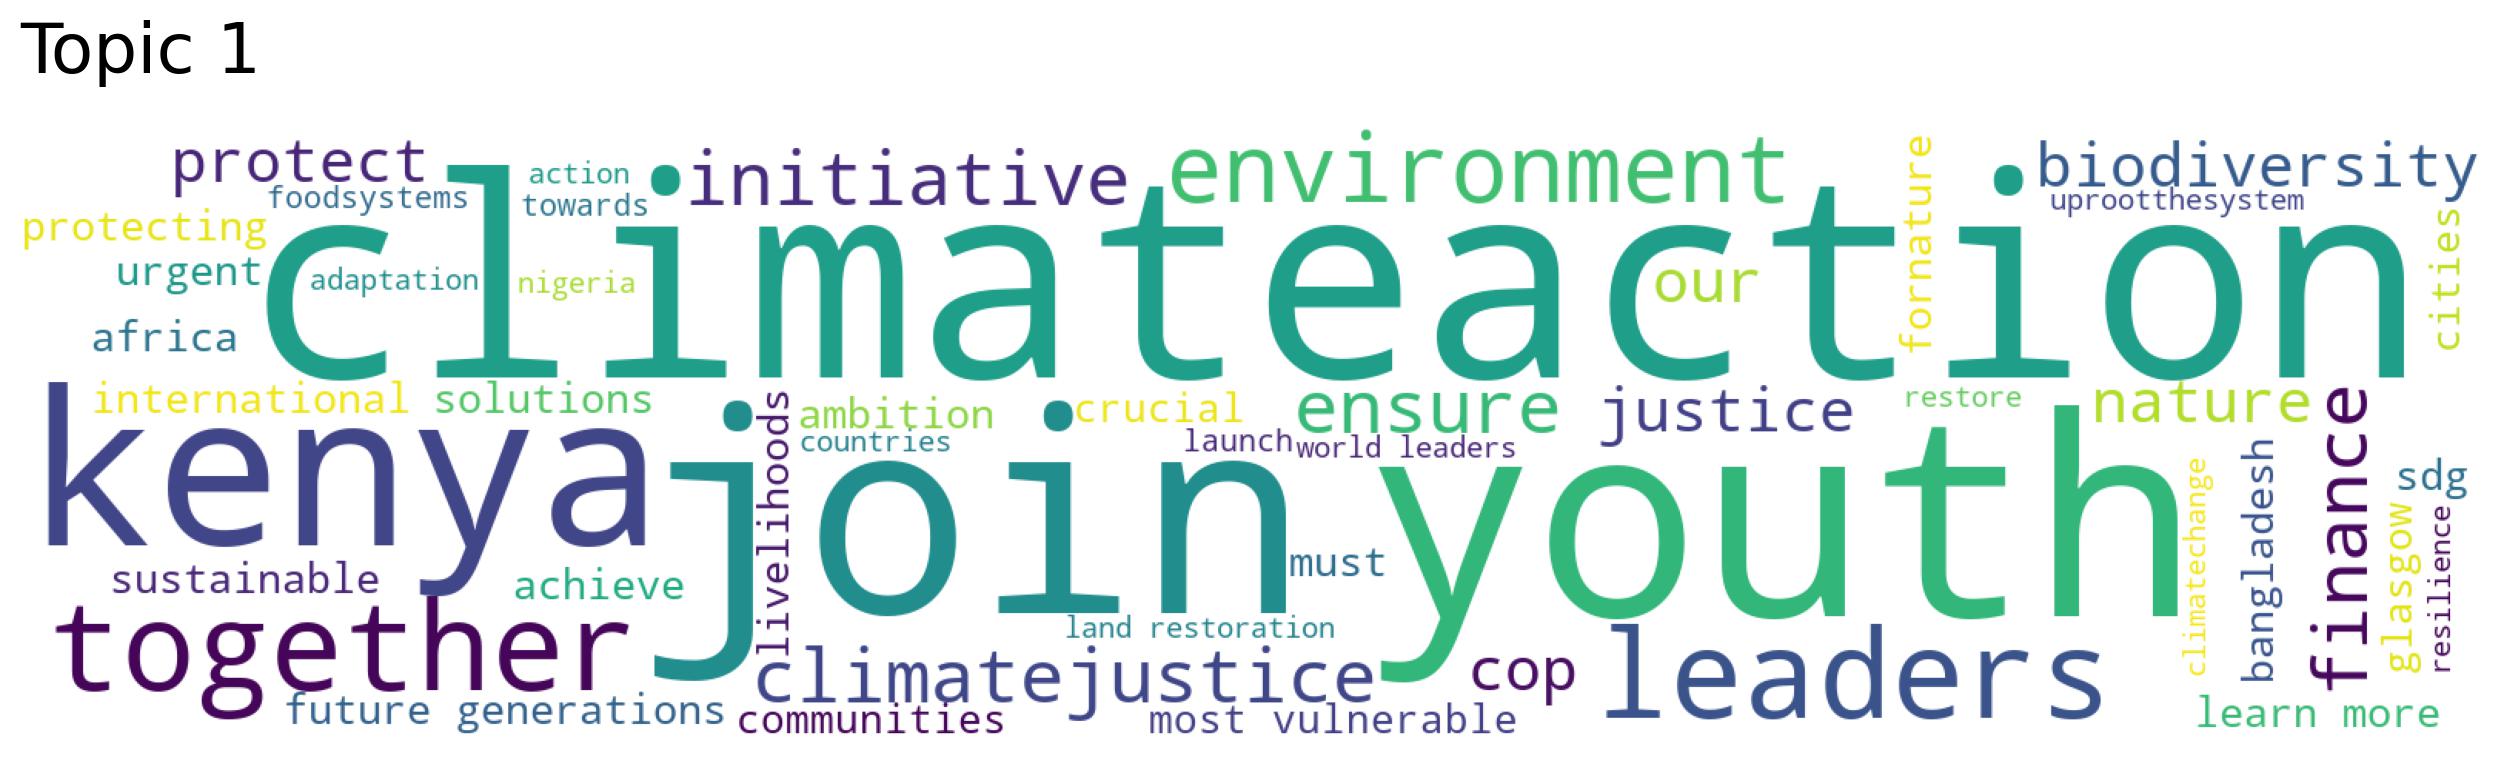 Topic 1
protect
foodsystems
action
towards
initiative
environment
fornature
biodiversity
uprootthesystem
protecting
urgent
adaptation
nigeria
climateaction
our
cities
africa
international
solutions
livelihoods
ambition
countries
crucial
launch
world leaders
ensure
justice
restore
nature
kenya
join
youth
must
climatechange
bangladesh
finance
sdg
glasgow
resilience
sustainable
achieve
together
land restoration
climatejustice
cop
leaders
future generations
communities
most vulnerable
learn more